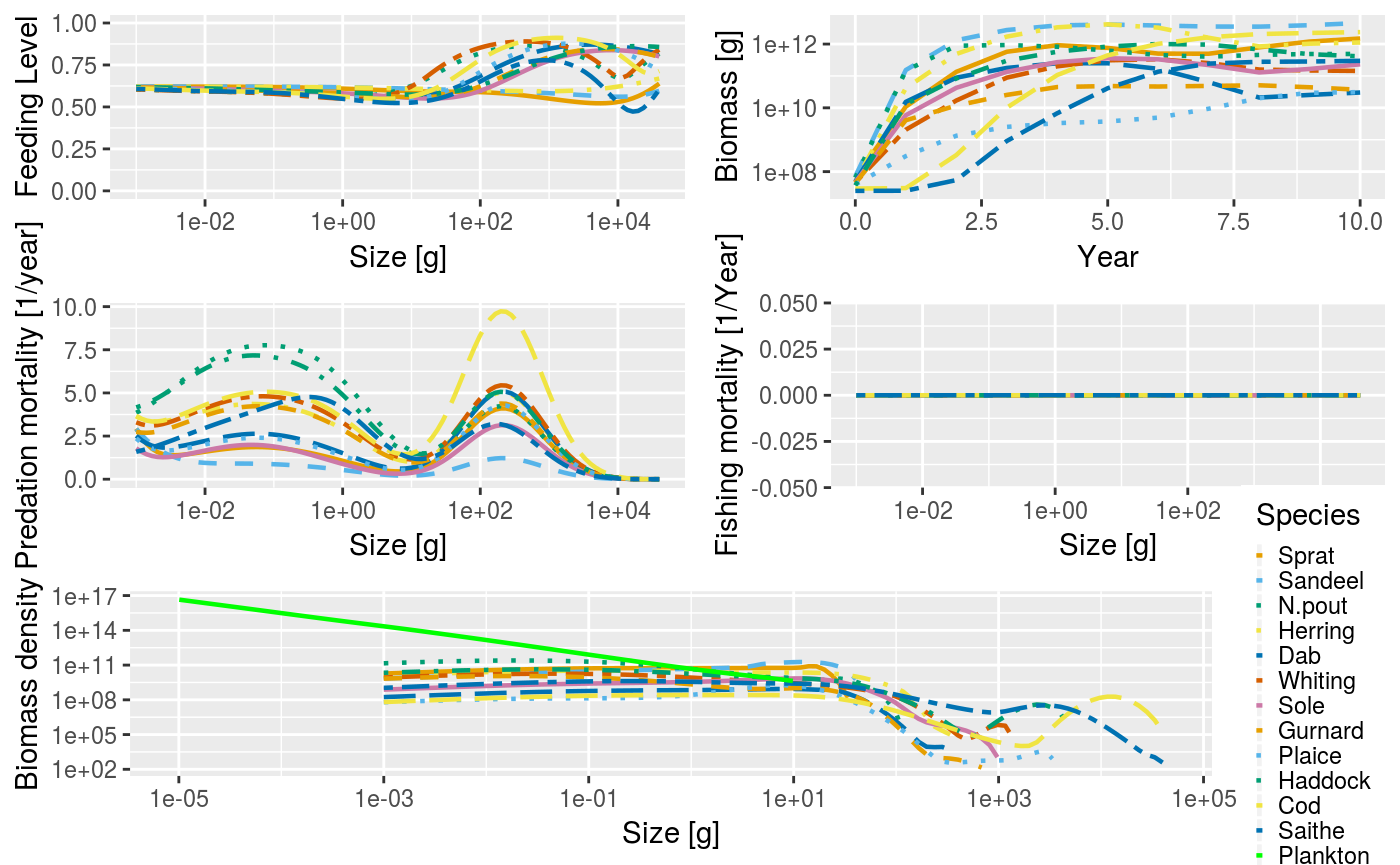 Feeding Level
1.00
0.75
0.50
0.25
0.00
1e-02 1e+00 1e+02 1e+04
Size [g]
Biomass [g]
1e+12
1e+10
1e+08
0.0 2.5 5.0 7.5 10.0
Year
Predation mortality [1/year]
10.0
7.5
5.0
2.5
0.0
1e-02 1e+00 1e+02 1e+04
Size [g]
Fishing mortality [1/Year]
0.050
0.025
0.000
-0.025
-0.050
1e-02 1e+00 1e+02
Size [g]
Biomass density
1e+17
1e+14
1e+11
1e+08
1e+05
1e+02
1e-05 1e-03 1e-01 1e+01 1e+03 1e+05
Size [g]
Species
Sprat
Sandeel
N.pout
Herring
Dab
Whiting
Sole
Gurnard
Plaice
Haddock
Cod
Saithe
Plankton